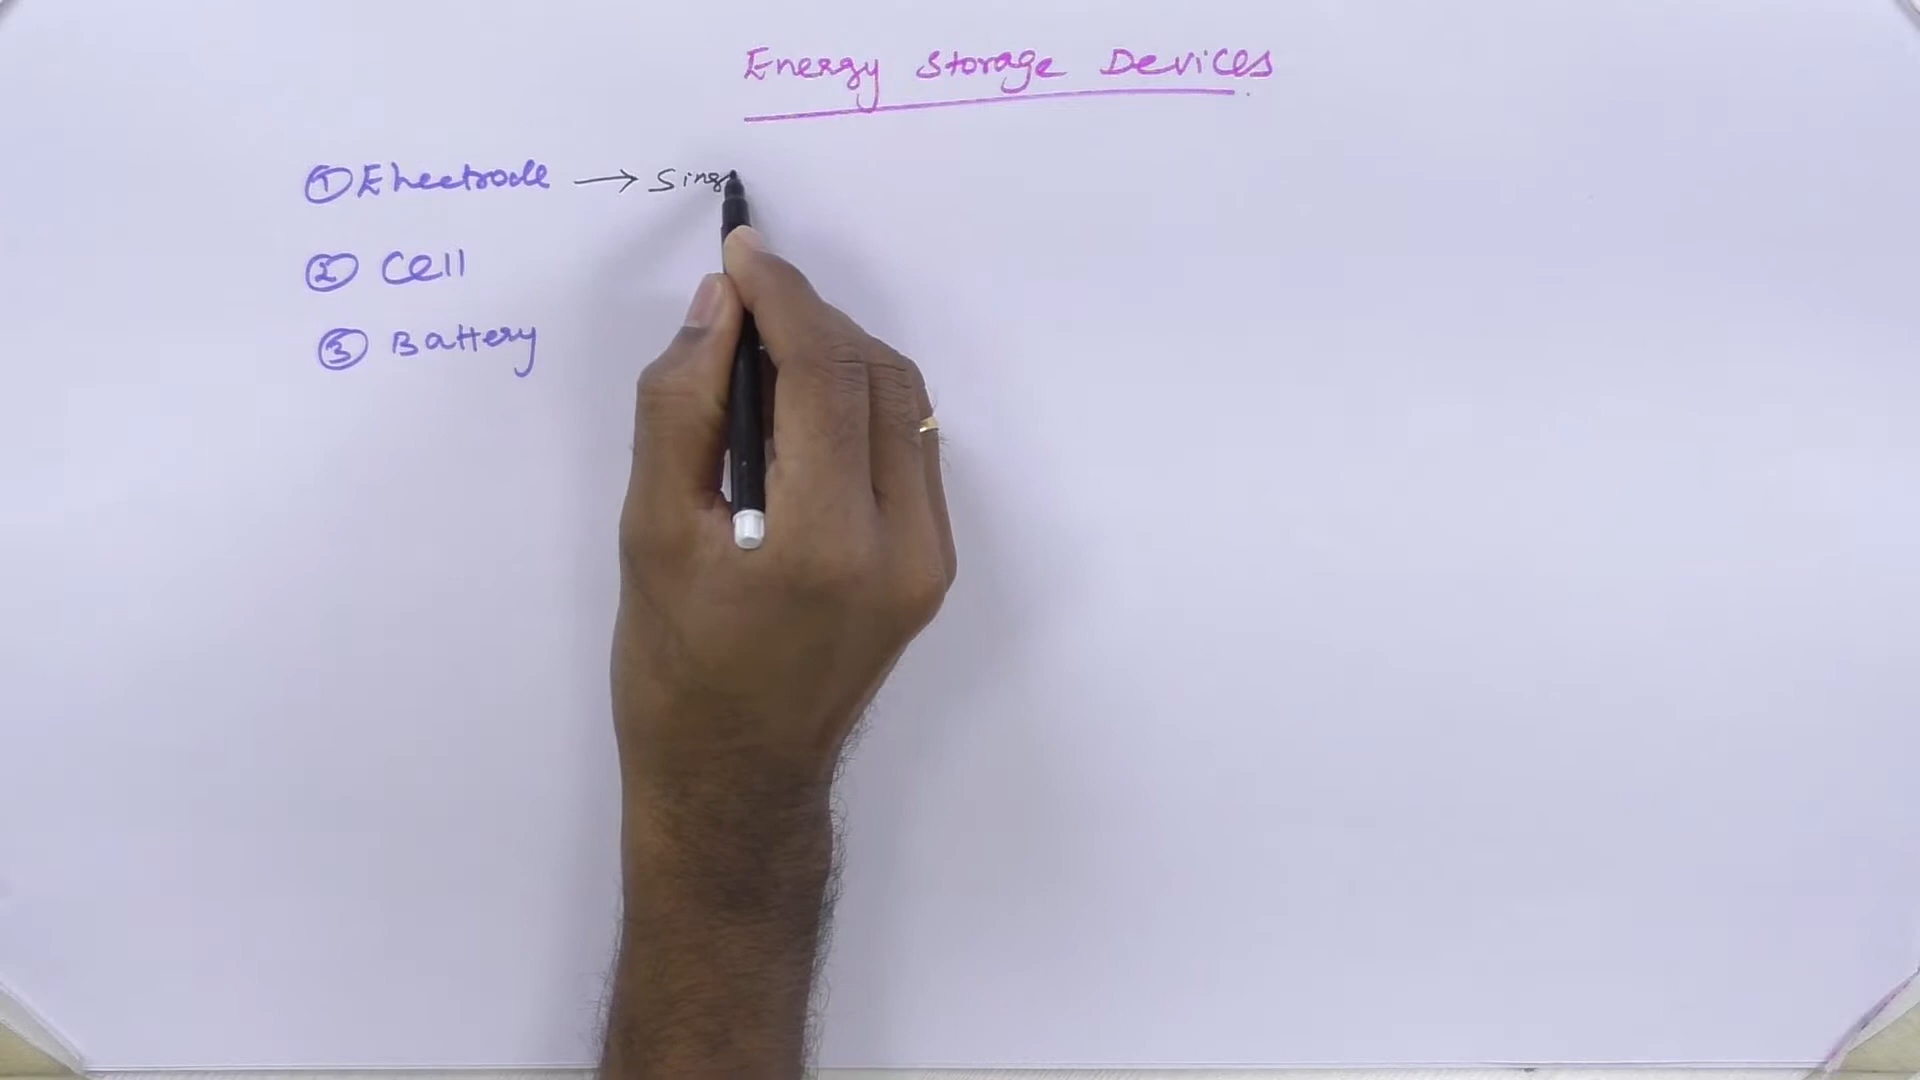 Energy Storage Devices
① Electrode → Sing
② Cell
③ Battery